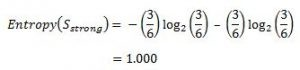 Entropy(S_strong) = −(3/6) log₂(3/6) − (3/6) log₂(3/6)
= 1.000